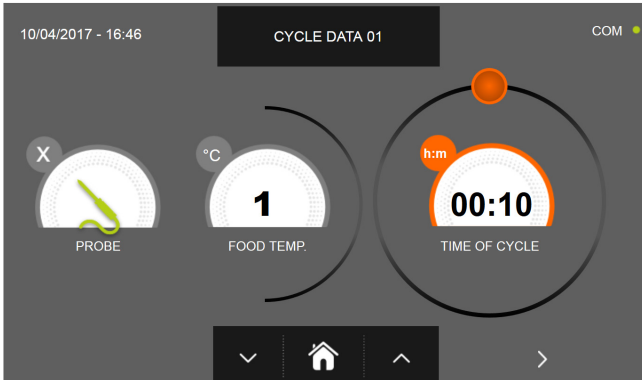 10/04/2017 - 16:46
CYCLE DATA 01
COM
X
°C
h:m
1
00:10
PROBE
FOOD TEMP.
TIME OF CYCLE